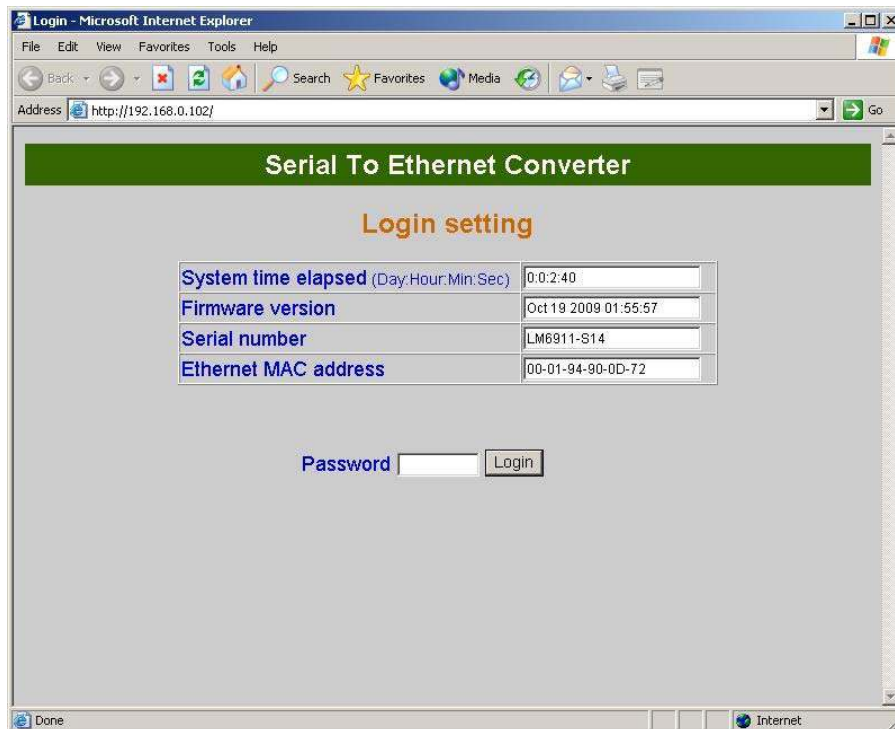 Login - Microsoft Internet Explorer
File Edit View Favorites Tools Help
Back Search Favorites Media
Address http://192.168.0.102/ Go
Serial To Ethernet Converter
Login setting
System time elapsed (Day:Hour:Min:Sec) 0:0:2:40
Firmware version Oct 19 2009 01:55:57
Serial number LM6911-S14
Ethernet MAC address 00-01-94-90-0D-72
Password Login
Done Internet